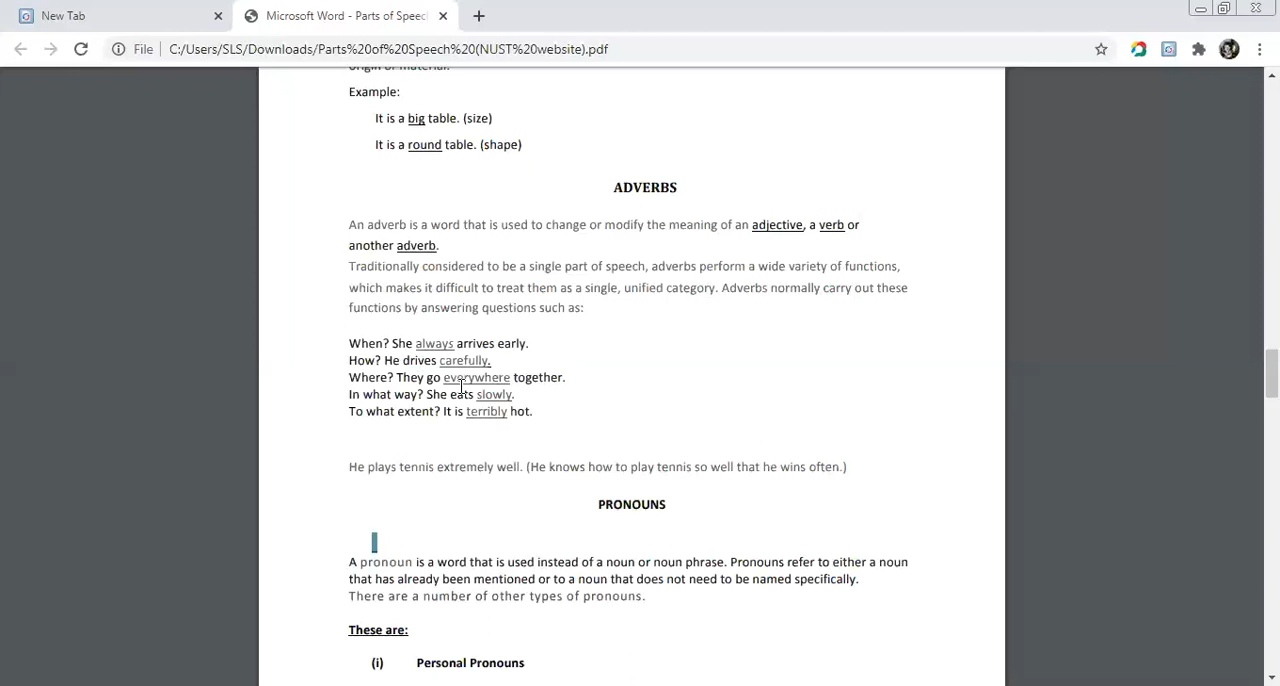 New Tab
Microsoft Word - Parts of Speech
File
C:/Users/SLS/Downloads/Parts%20of%20Speech%20(NUST%20website).pdf
origin or material.
Example:
It is a big table. (size)
It is a round table. (shape)
ADVERBS
An adverb is a word that is used to change or modify the meaning of an adjective, a verb or
another adverb.
Traditionally considered to be a single part of speech, adverbs perform a wide variety of functions,
which makes it difficult to treat them as a single, unified category. Adverbs normally carry out these
functions by answering questions such as:
When? She always arrives early.
How? He drives carefully.
Where? They go everywhere together.
In what way? She eats slowly.
To what extent? It is terribly hot.
He plays tennis extremely well. (He knows how to play tennis so well that he wins often.)
PRONOUNS
A pronoun is a word that is used instead of a noun or noun phrase. Pronouns refer to either a noun
that has already been mentioned or to a noun that does not need to be named specifically.
There are a number of other types of pronouns.
These are:
(i) Personal Pronouns